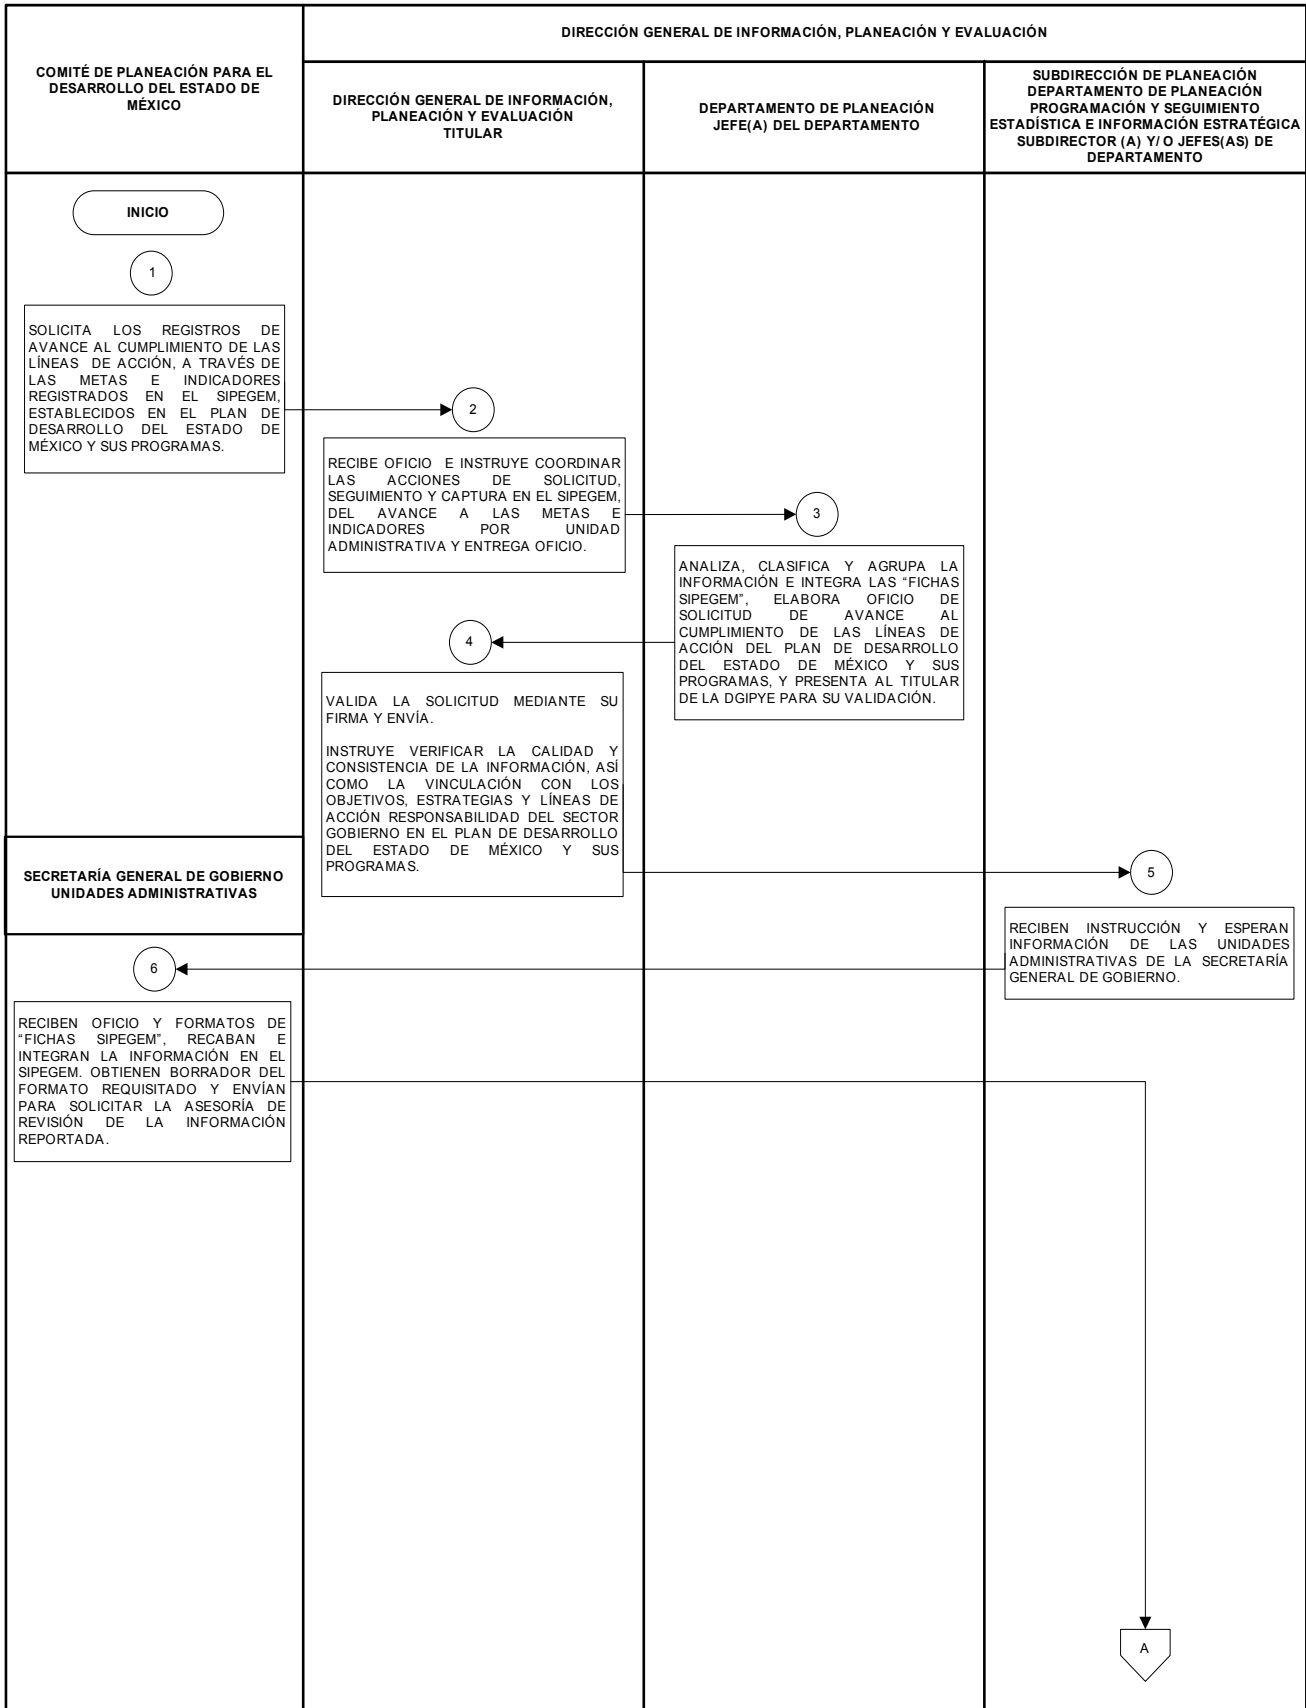 DIRECCIÓN GENERAL DE INFORMACIÓN, PLANEACIÓN Y EVALUACIÓN
COMITÉ DE PLANEACIÓN PARA EL
DESARROLLO DEL ESTADO DE
MÉXICO
DIRECCIÓN GENERAL DE INFORMACIÓN,
PLANEACIÓN Y EVALUACIÓN
TITULAR
DEPARTAMENTO DE PLANEACIÓN
JEFE(A) DEL DEPARTAMENTO
SUBDIRECCIÓN DE PLANEACIÓN
DEPARTAMENTO DE PLANEACIÓN
PROGRAMACIÓN Y SEGUIMIENTO
ESTADÍSTICA E INFORMACIÓN ESTRATÉGICA
SUBDIRECTOR (A) Y/ O JEFES(AS) DE
DEPARTAMENTO
INICIO
1
SOLICITA LOS REGISTROS DE
AVANCE AL CUMPLIMIENTO DE LAS
LÍNEAS DE ACCIÓN, A TRAVÉS DE
LAS METAS E INDICADORES
REGISTRADOS EN EL SIPEGEM,
ESTABLECIDOS EN EL PLAN DE
DESARROLLO DEL ESTADO DE
MÉXICO Y SUS PROGRAMAS.
2
RECIBE OFICIO E INSTRUYE COORDINAR
LAS ACCIONES DE SOLICITUD,
SEGUIMIENTO Y CAPTURA EN EL SIPEGEM,
DEL AVANCE A LAS METAS E
INDICADORES POR UNIDAD
ADMINISTRATIVA Y ENTREGA OFICIO.
3
ANALIZA, CLASIFICA Y AGRUPA LA
INFORMACIÓN E INTEGRA LAS “FICHAS
SIPEGEM”, ELABORA OFICIO DE
SOLICITUD DE AVANCE AL
CUMPLIMIENTO DE LAS LÍNEAS DE
ACCIÓN DEL PLAN DE DESARROLLO
DEL ESTADO DE MÉXICO Y SUS
PROGRAMAS, Y PRESENTA AL TITULAR
DE LA DGIPYE PARA SU VALIDACIÓN.
4
VALIDA LA SOLICITUD MEDIANTE SU
FIRMA Y ENVÍA.
INSTRUYE VERIFICAR LA CALIDAD Y
CONSISTENCIA DE LA INFORMACIÓN, ASÍ
COMO LA VINCULACIÓN CON LOS
OBJETIVOS, ESTRATEGIAS Y LÍNEAS DE
ACCIÓN RESPONSABILIDAD DEL SECTOR
GOBIERNO EN EL PLAN DE DESARROLLO
DEL ESTADO DE MÉXICO Y SUS
PROGRAMAS.
SECRETARÍA GENERAL DE GOBIERNO
UNIDADES ADMINISTRATIVAS
5
RECIBEN INSTRUCCIÓN Y ESPERAN
INFORMACIÓN DE LAS UNIDADES
ADMINISTRATIVAS DE LA SECRETARÍA
GENERAL DE GOBIERNO.
6
RECIBEN OFICIO Y FORMATOS DE
“FICHAS SIPEGEM”, RECABAN E
INTEGRAN LA INFORMACIÓN EN EL
SIPEGEM. OBTIENEN BORRADOR DEL
FORMATO REQUISITADO Y ENVÍAN
PARA SOLICITAR LA ASESORÍA DE
REVISIÓN DE LA INFORMACIÓN
REPORTADA.
A